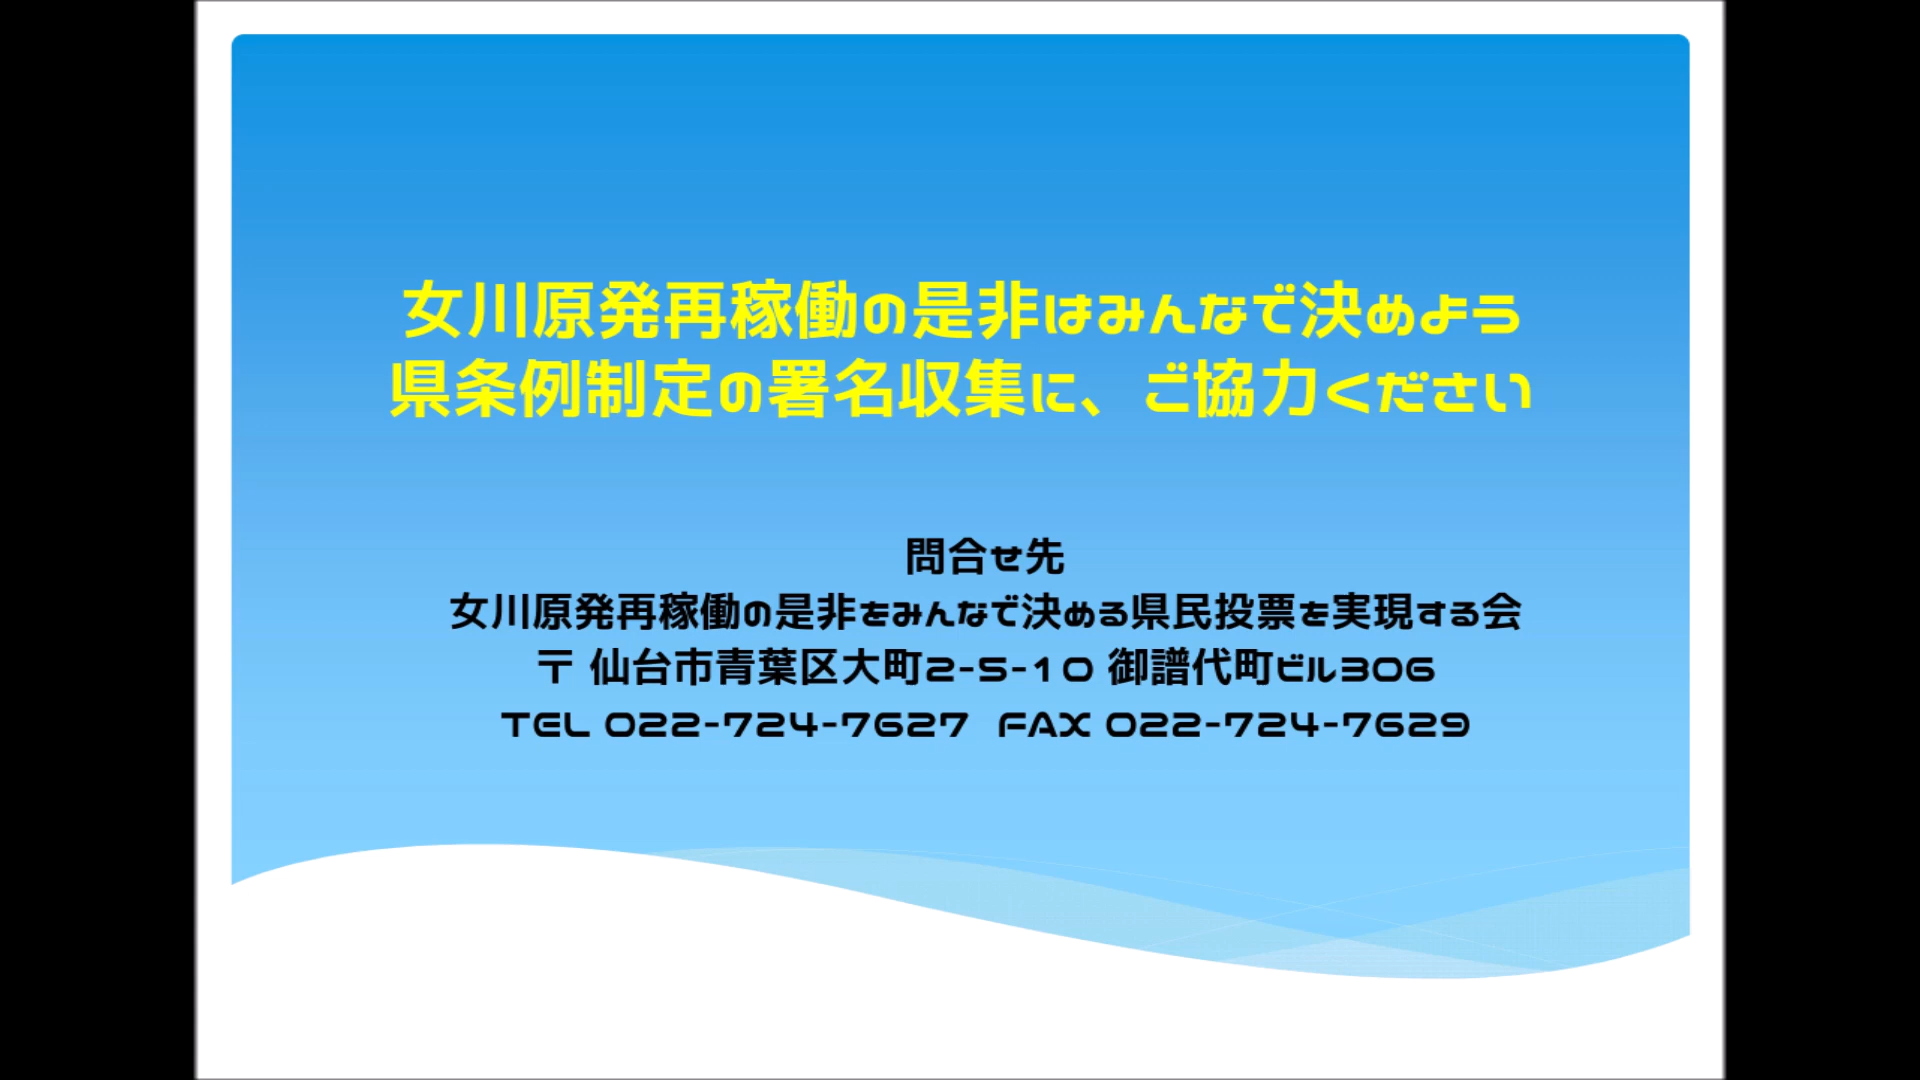 女川原発再稼働の是非はみんなで決めよう
県条例制定の署名収集に、ご協力ください
問合せ先
女川原発再稼働の是非をみんなで決める県民投票を実現する会
〒 仙台市青葉区大町2-5-10 御譜代町ビル306
TEL 022-724-7627 FAX 022-724-7629